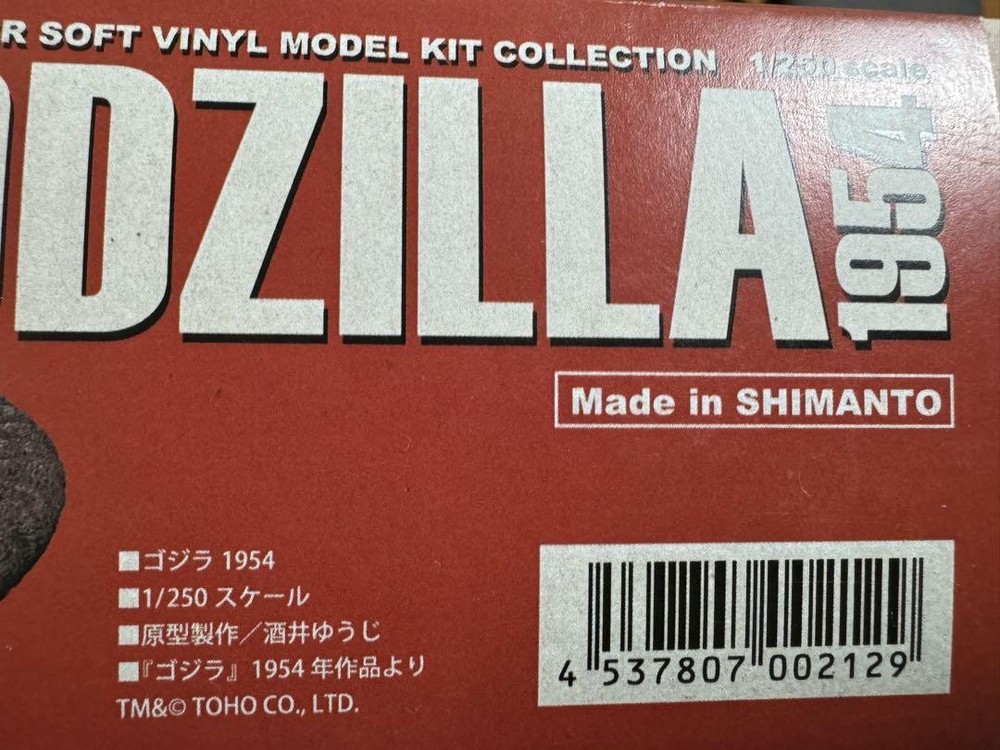 R SOFT VINYL MODEL KIT COLLECTION 1/250 scale
ODZILLA
1954
Made in SHIMANTO
■ゴジラ 1954
■1/250 スケール
■原型製作／酒井ゆうじ
■『ゴジラ』1954 年作品より
TM&© TOHO CO., LTD.
4 537807 002129